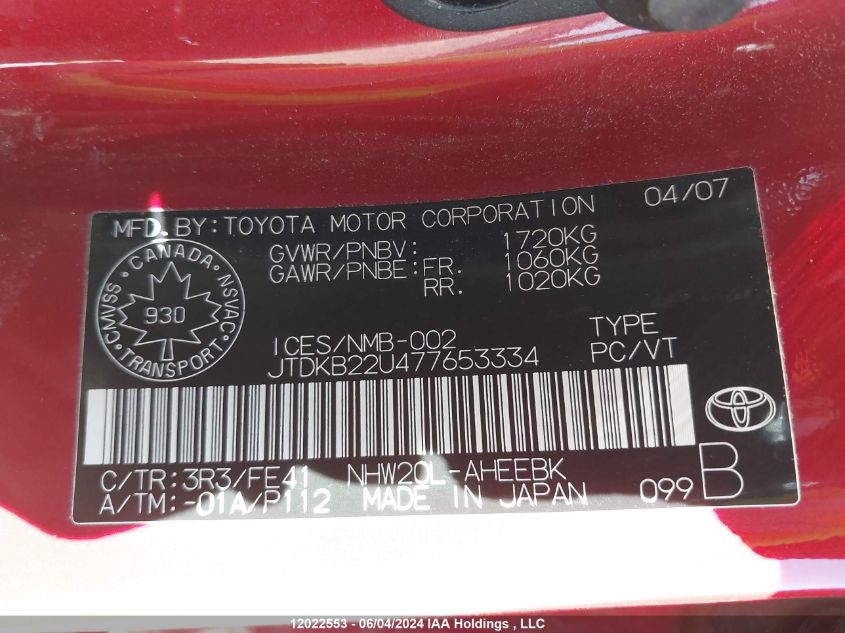 MFD. BY: TOYOTA MOTOR CORPORATION 04/07
GVWR/PNBV: 1720KG
GAWR/PNBE: FR. 1060KG
RR. 1020KG
CANADA
CMVSS 930 NSVAC
TRANSPORT
ICES/NMB-002 TYPE
JTDKB22U477653334 PC/VT
C/TR: 3R3/FE41 NHW20L-AHEEBK
A/TM: -01A/P112 MADE IN JAPAN 099 B
12022553 - 06/04/2024 IAA Holdings, LLC